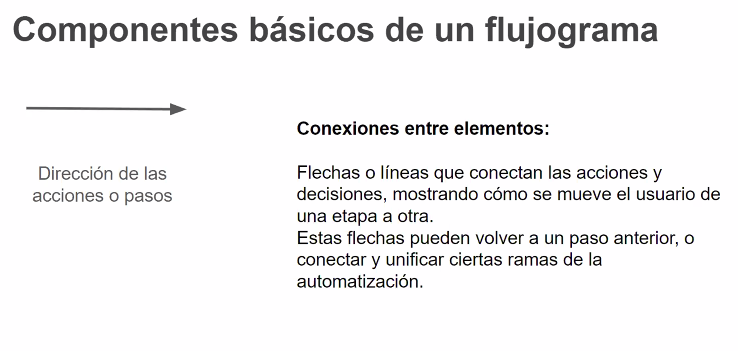 Componentes básicos de un flujograma
Dirección de las
acciones o pasos
Conexiones entre elementos:
Flechas o líneas que conectan las acciones y
decisiones, mostrando cómo se mueve el usuario de
una etapa a otra.
Estas flechas pueden volver a un paso anterior, o
conectar y unificar ciertas ramas de la
automatización.